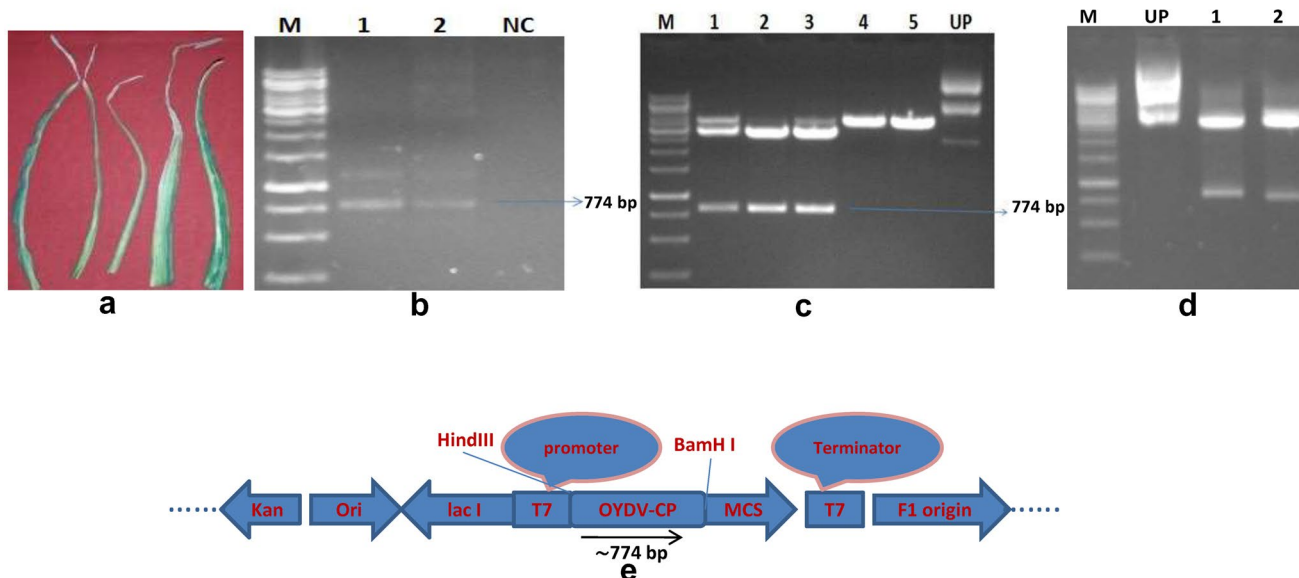 M 1 2 NC
774 bp
M 1 2 3 4 5 UP
774 bp
M UP 1 2
a
b
c
d
HindIII
promoter
BamH I
Terminator
Kan
Ori
lac I
T7
OYDV-CP
MCS
T7
F1 origin
~774 bp
e